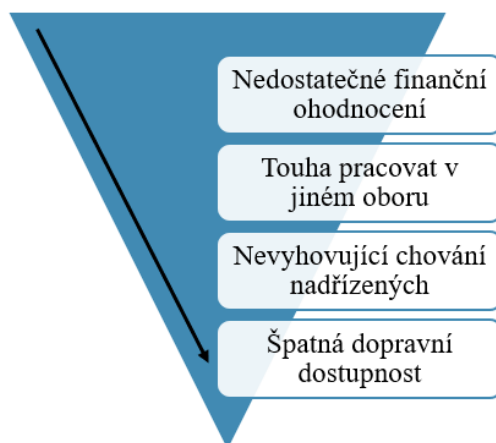 Nedostatečné finanční
ohodnocení
Touha pracovat v
jiném oboru
Nevyhovující chování
nadřízených
Špatná dopravní
dostupnost